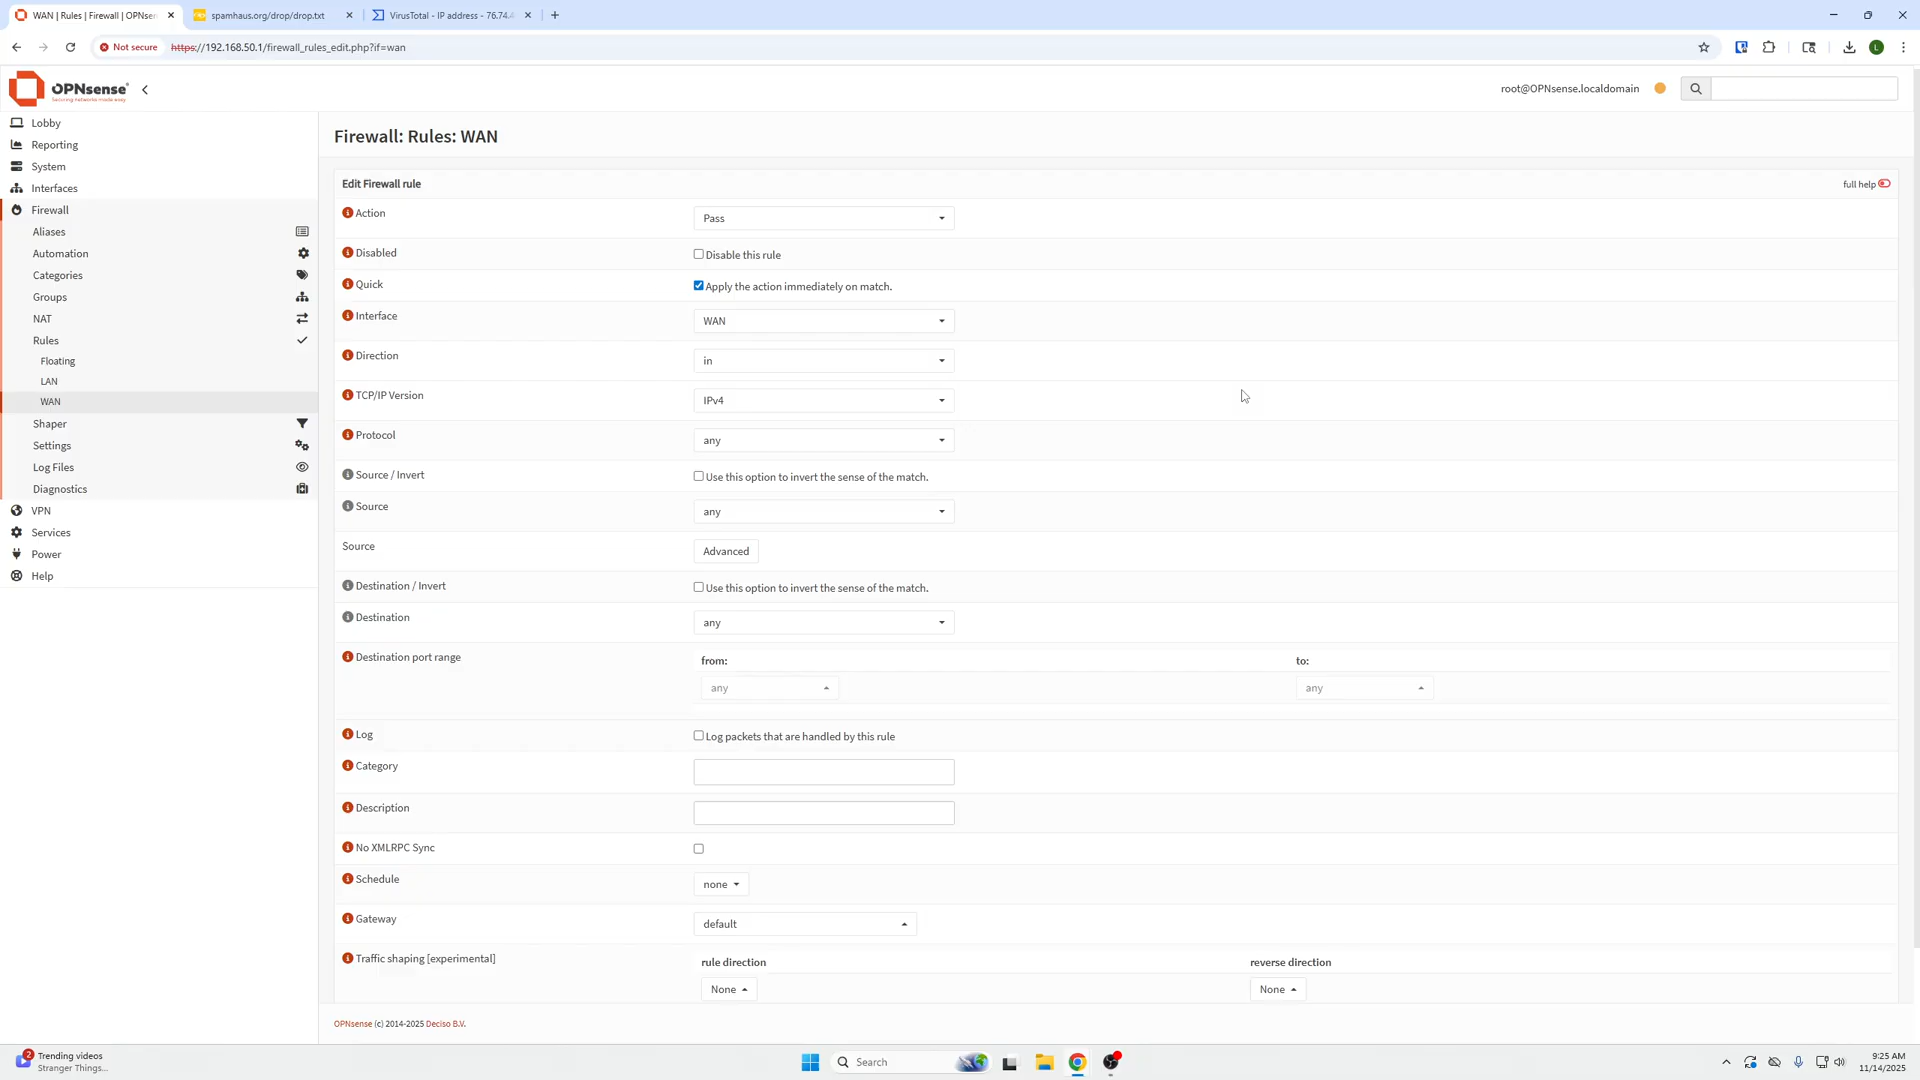 WAN | Rules | Firewall | OPNsen
spamhaus.org/drop/drop.txt
VirusTotal - IP address - 76.74.4
Not secure
https://192.168.50.1/firewall_rules_edit.php?if=wan
L
OPNsense
Securing networks made easy
root@OPNsense.localdomain
Lobby
Reporting
System
Interfaces
Firewall
Aliases
Automation
Categories
Groups
NAT
Rules
Floating
LAN
WAN
Shaper
Settings
Log Files
Diagnostics
VPN
Services
Power
Help
Firewall: Rules: WAN
Edit Firewall rule
full help
Action
Pass
Disabled
Disable this rule
Quick
Apply the action immediately on match.
Interface
WAN
Direction
in
TCP/IP Version
IPv4
Protocol
any
Source / Invert
Use this option to invert the sense of the match.
Source
any
Source
Advanced
Destination / Invert
Use this option to invert the sense of the match.
Destination
any
Destination port range
from:
to:
any
any
Log
Log packets that are handled by this rule
Category
Description
No XMLRPC Sync
Schedule
none
Gateway
default
Traffic shaping [experimental]
rule direction
reverse direction
None
None
OPNsense (c) 2014-2025 Deciso B.V.
2
Trending videos
Stranger Things...
Search
9:25 AM
11/14/2025